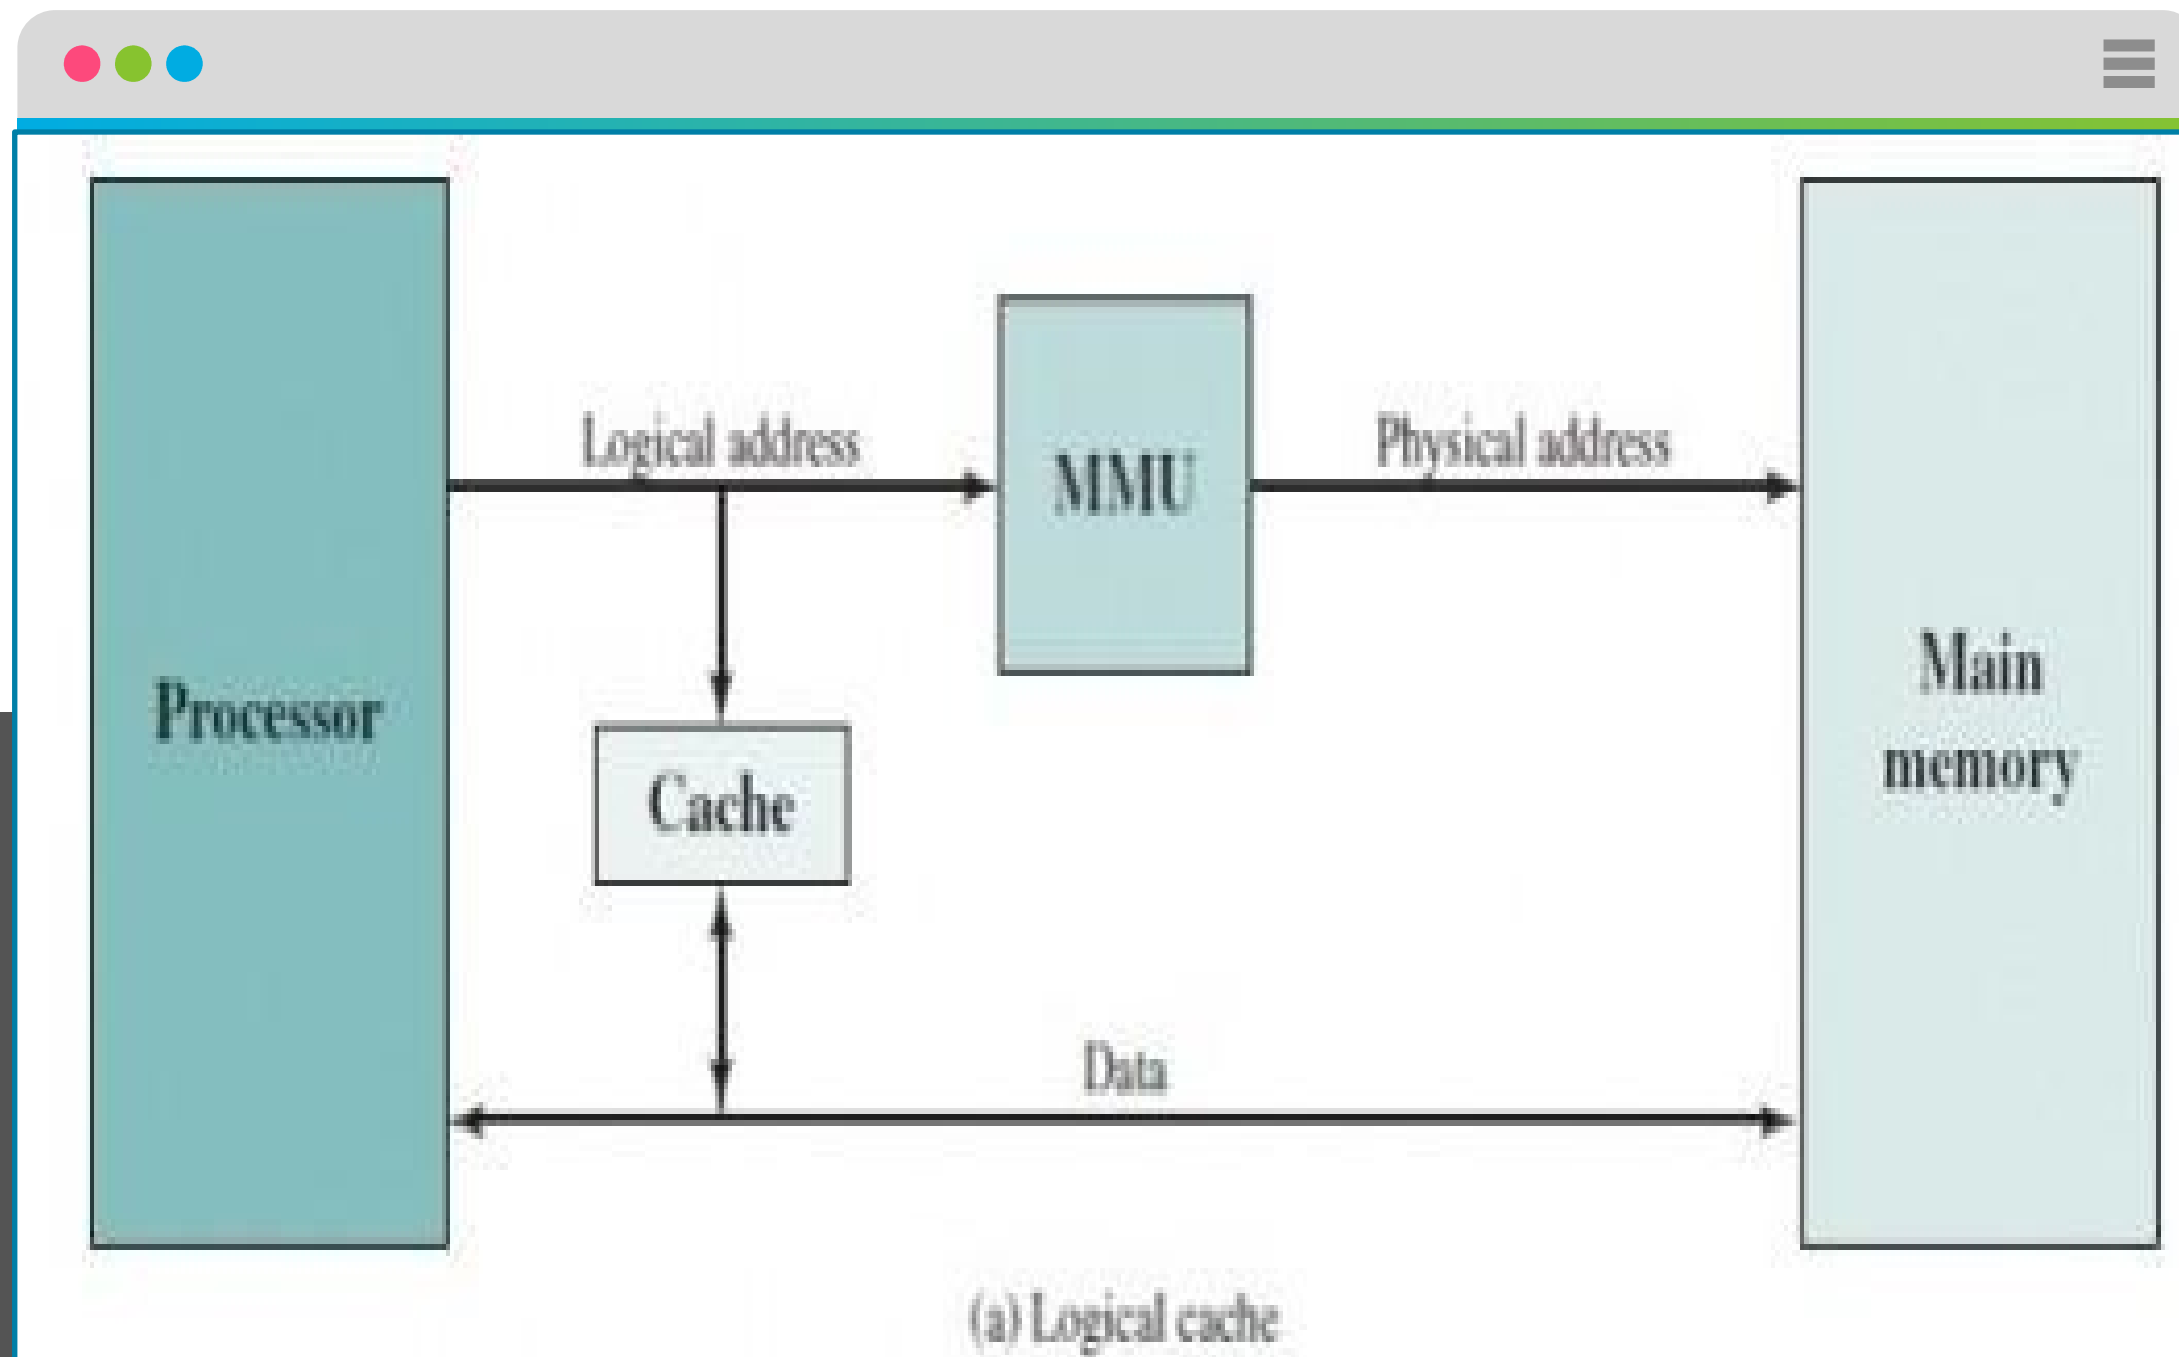 Logical address
MMU
Physical address
Processor
Cache
Main
memory
Data
(a) Logical cache